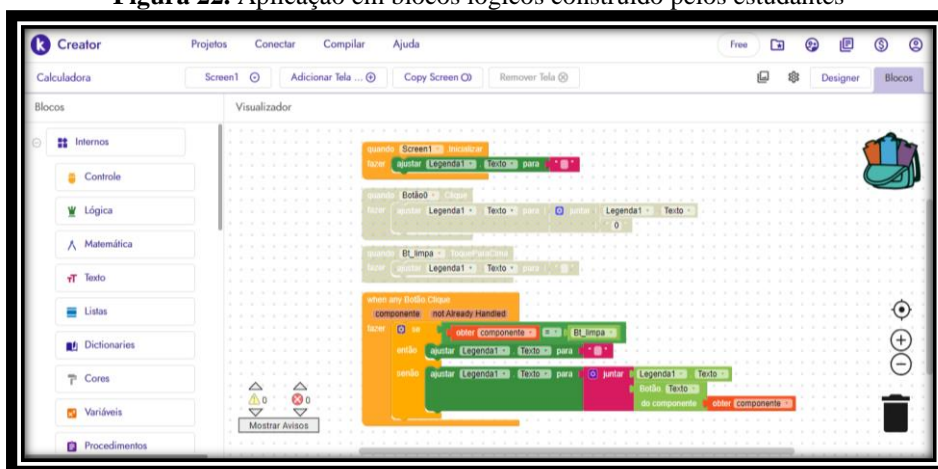 Figura 22. Aplicação em blocos lógicos construído pelos estudantes
Creator Projetos Conectar Compilar Ajuda Free
Calculadora Screen1 Adicionar Tela ... Copy Screen Remover Tela Designer Blocos
Blocos Visualizador
Internos
Controle
Lógica
Matemática
Texto
Listas
Dictionaries
Cores
Variáveis
Procedimentos
quando Screen1 Inicializar
fazer ajustar Legenda1 . Texto para " "
quando Botão0 . Clique
fazer ajustar Legenda1 . Texto para juntar Legenda1 . Texto
" 0 "
quando Bt_limpa
fazer ajustar Legenda1 . Texto para " "
when any Botão.Clique
componente notAlready Handled
fazer se obter componente = Bt_limpa
então ajustar Legenda1 . Texto para " "
senão ajustar Legenda1 . Texto para juntar Legenda1 . Texto
Botão Texto
do componente obter componente
0 0
Mostrar Avisos